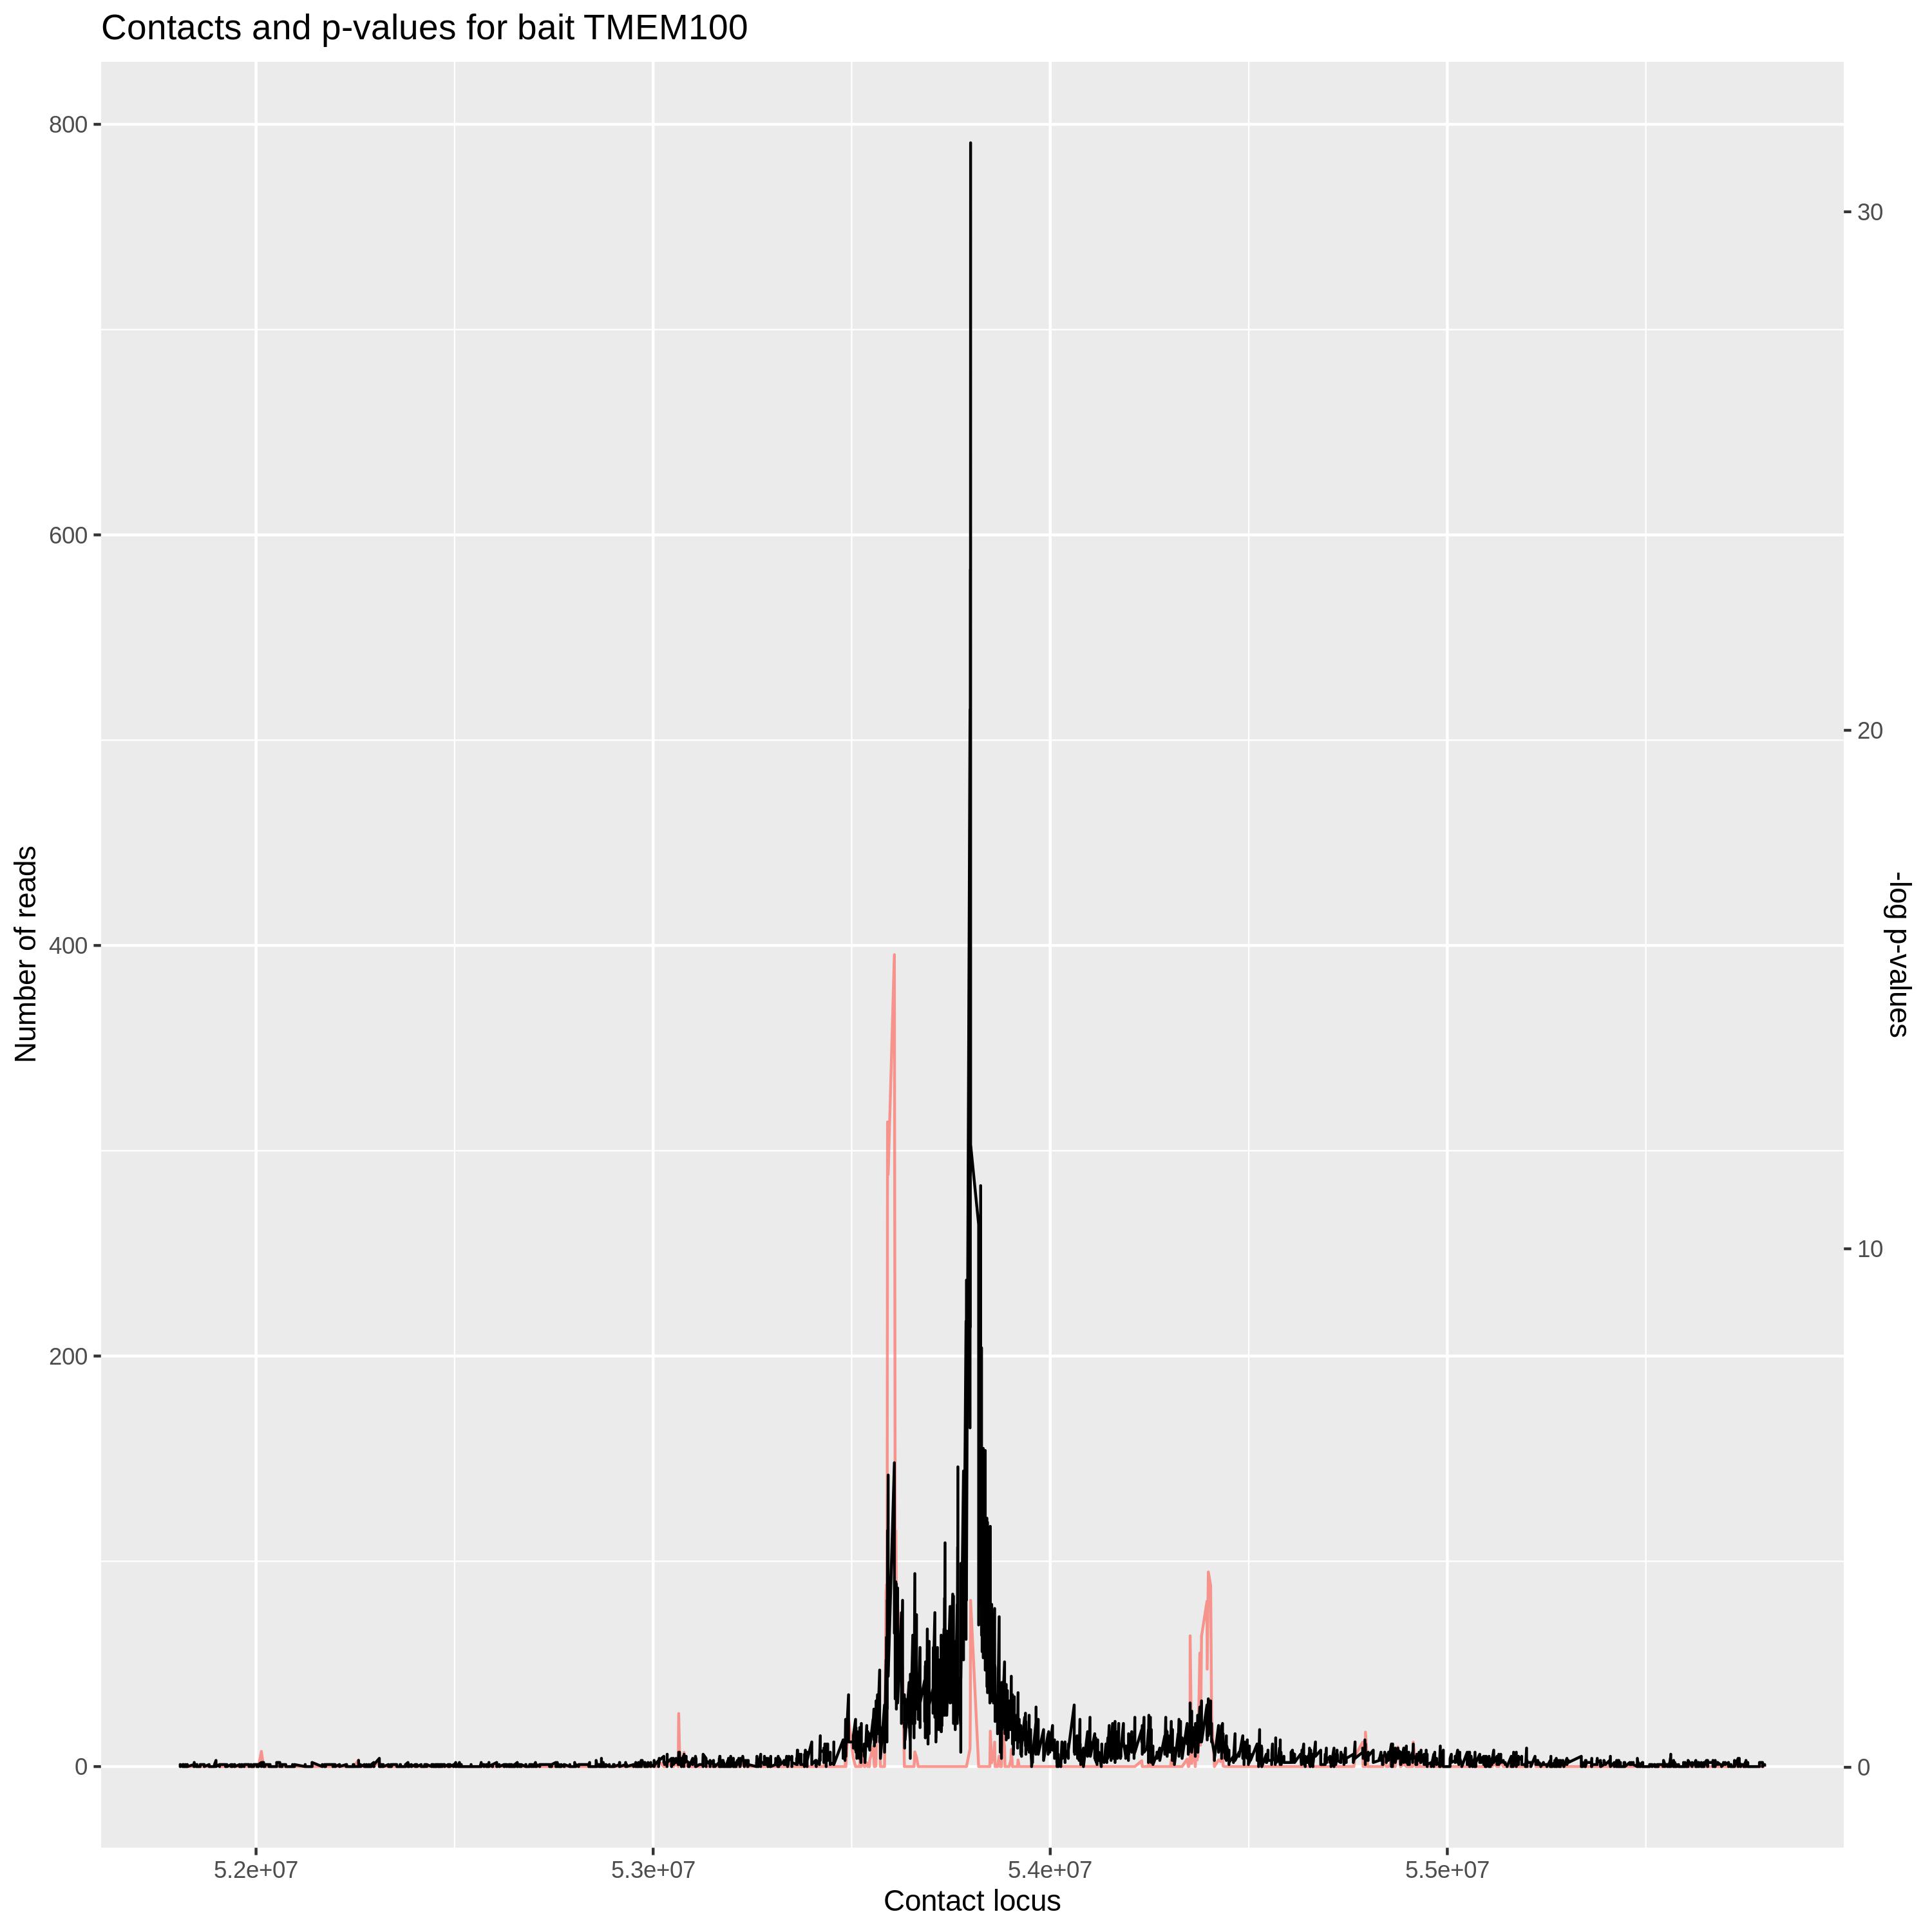 Contacts and p-values for bait TMEM100
800
600
400
200
0
Number of reads
30
20
10
0
-log p-values
5.2e+07 5.3e+07 5.4e+07 5.5e+07
Contact locus